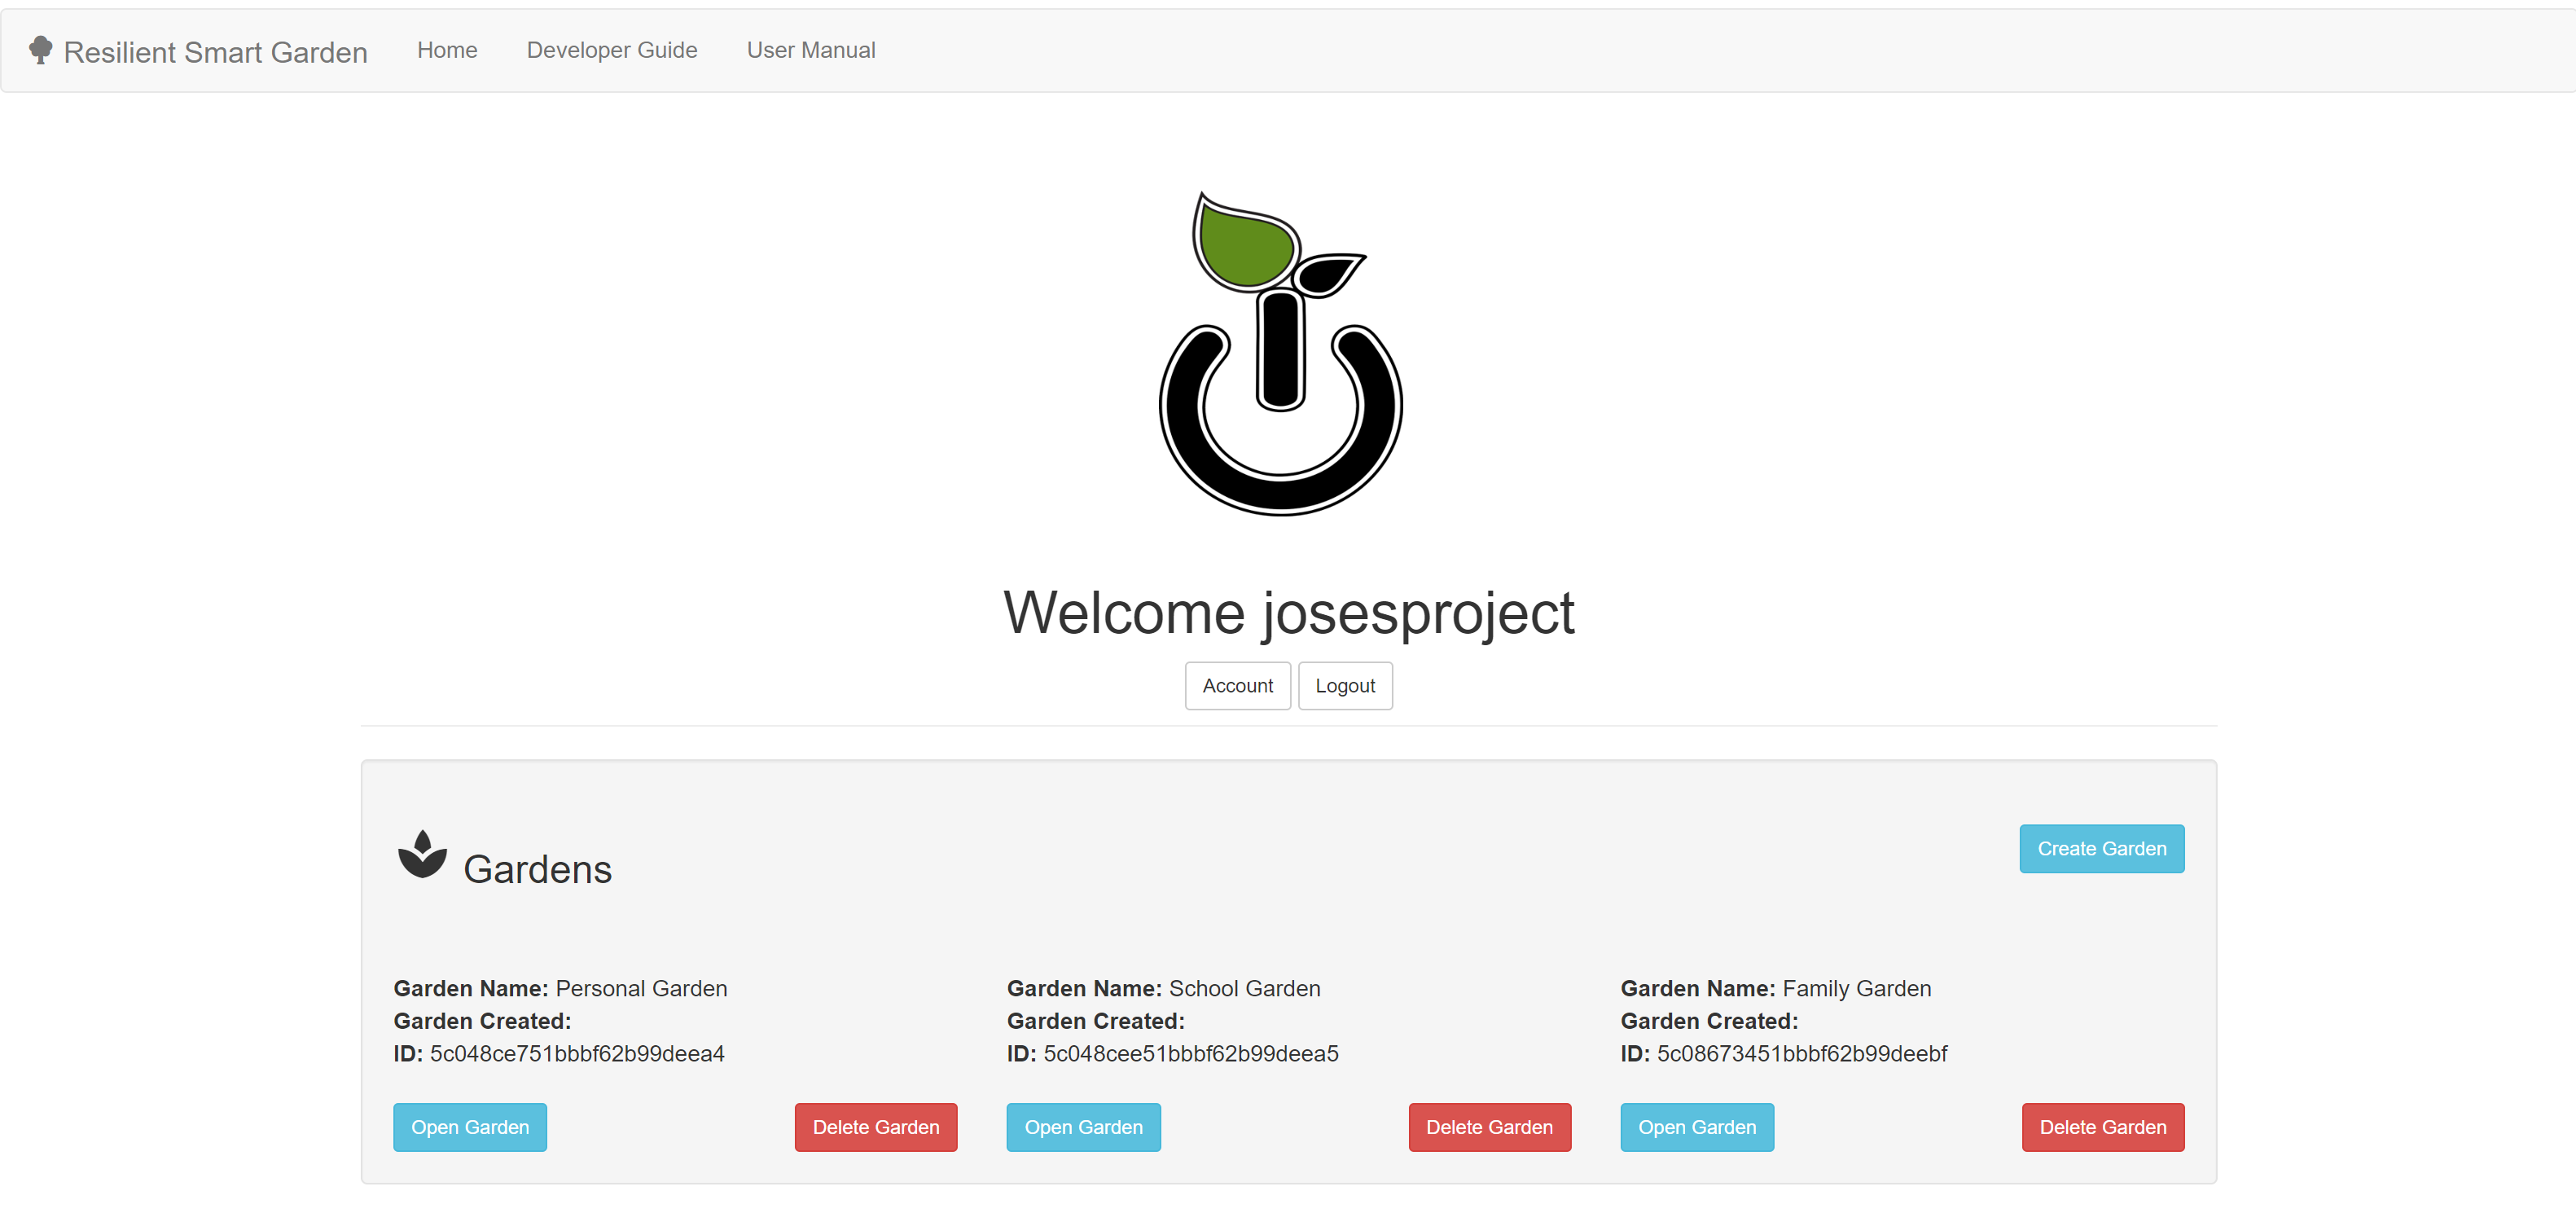 Resilient Smart Garden Home Developer Guide User Manual
Welcome josesproject
Account Logout
Gardens
Create Garden
Garden Name: Personal Garden
Garden Created:
ID: 5c048ce751bbbf62b99deea4
Open Garden Delete Garden
Garden Name: School Garden
Garden Created:
ID: 5c048cee51bbbf62b99deea5
Open Garden Delete Garden
Garden Name: Family Garden
Garden Created:
ID: 5c08673451bbbf62b99deebf
Open Garden Delete Garden